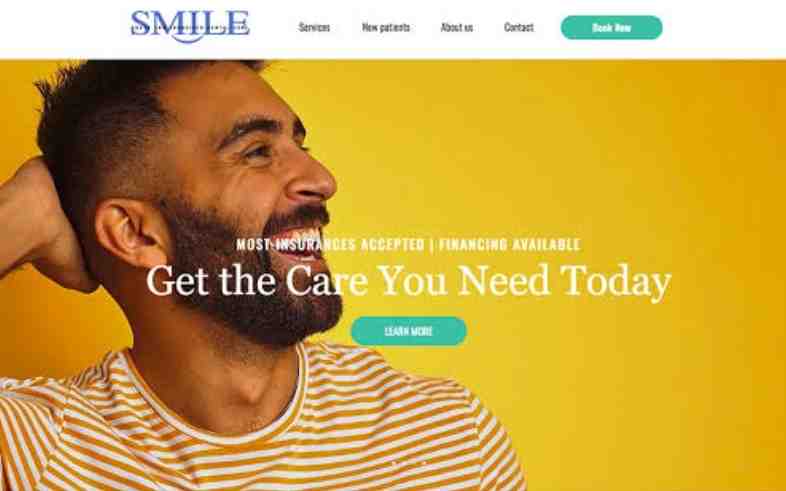 SMILE
Services New patients About us Contact Book Now
MOST INSURANCES ACCEPTED | FINANCING AVAILABLE
Get the Care You Need Today
LEARN MORE